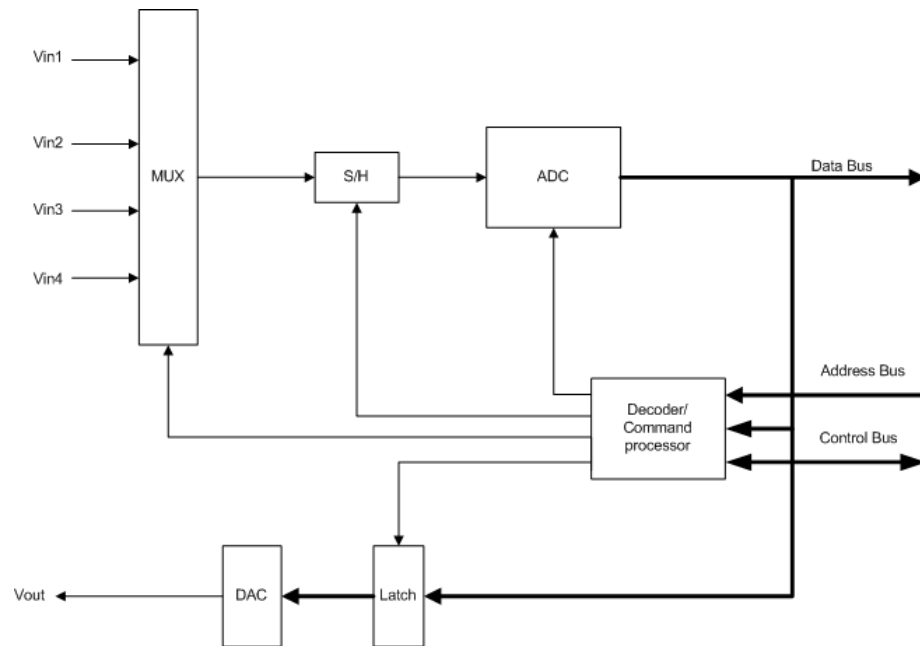 Vin1
Vin2
Vin3
Vin4
MUX
S/H
ADC
Data Bus
Address Bus
Decoder/
Command
processor
Control Bus
Vout
DAC
Latch